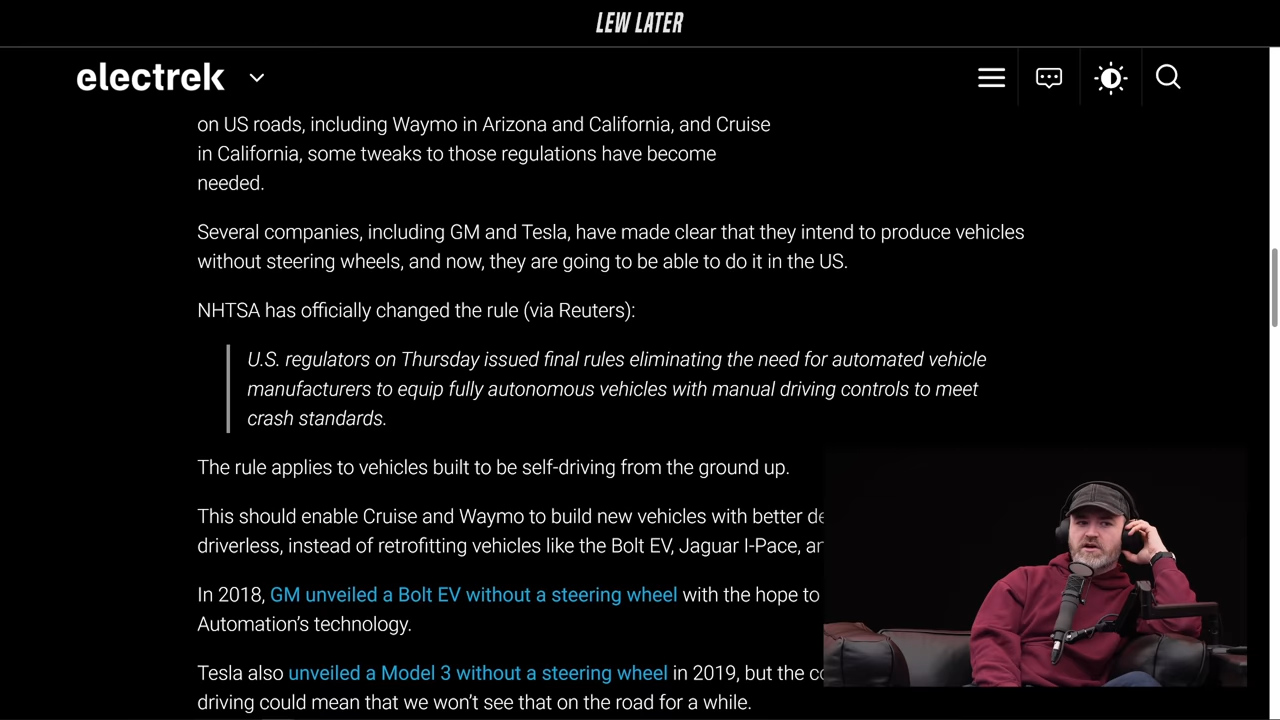 LEW LATER
electrek
on US roads, including Waymo in Arizona and California, and Cruise
in California, some tweaks to those regulations have become
needed.
Several companies, including GM and Tesla, have made clear that they intend to produce vehicles
without steering wheels, and now, they are going to be able to do it in the US.
NHTSA has officially changed the rule (via Reuters):
U.S. regulators on Thursday issued final rules eliminating the need for automated vehicle
manufacturers to equip fully autonomous vehicles with manual driving controls to meet
crash standards.
The rule applies to vehicles built to be self-driving from the ground up.
This should enable Cruise and Waymo to build new vehicles with better de
driverless, instead of retrofitting vehicles like the Bolt EV, Jaguar I-Pace, an
In 2018, GM unveiled a Bolt EV without a steering wheel with the hope to
Automation's technology.
Tesla also unveiled a Model 3 without a steering wheel in 2019, but the co
driving could mean that we won't see that on the road for a while.